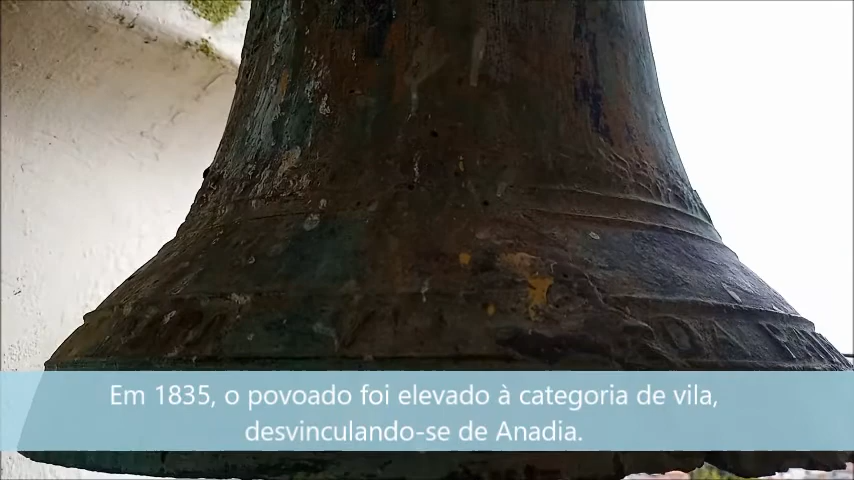 Em 1835, o povoado foi elevado à categoria de vila,
desvinculando-se de Anadia.